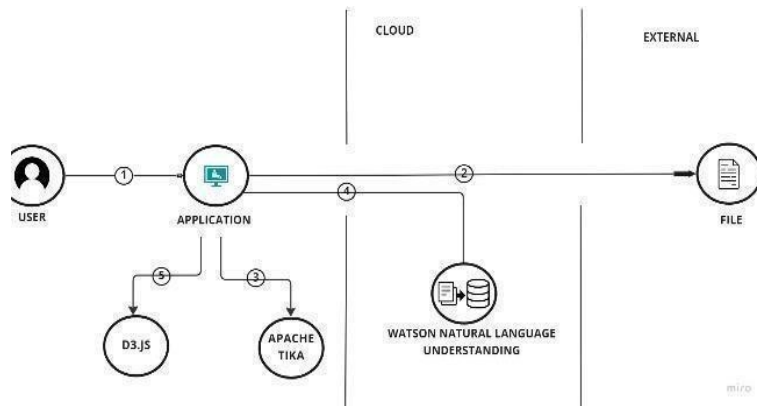 CLOUD
EXTERNAL
1
2
4
USER
APPLICATION
FILE
5
3
D3.JS
APACHE
TIKA
WATSON NATURAL LANGUAGE
UNDERSTANDING
miro